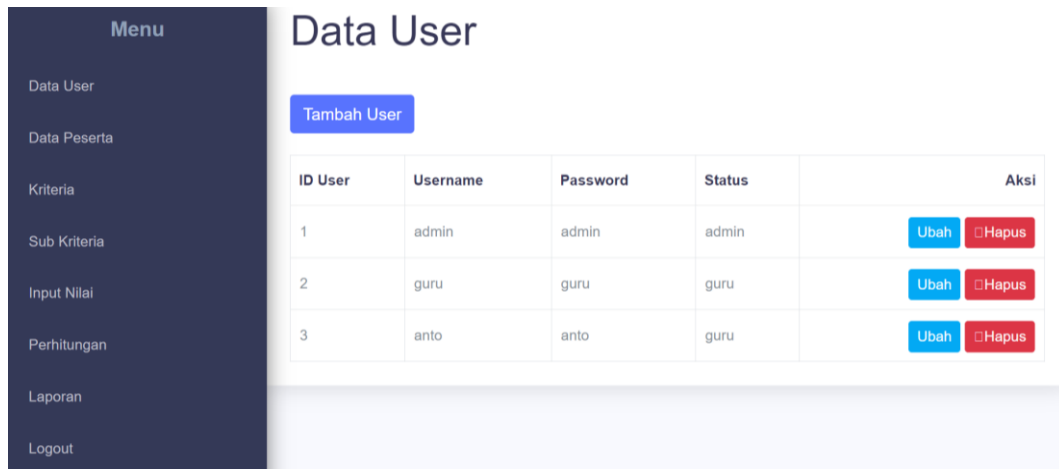 Menu
Data User
Data Peserta
Kriteria
Sub Kriteria
Input Nilai
Perhitungan
Laporan
Logout
Data User
Tambah User
ID User Username Password Status Aksi
1 admin admin admin Ubah Hapus
2 guru guru guru Ubah Hapus
3 anto anto guru Ubah Hapus